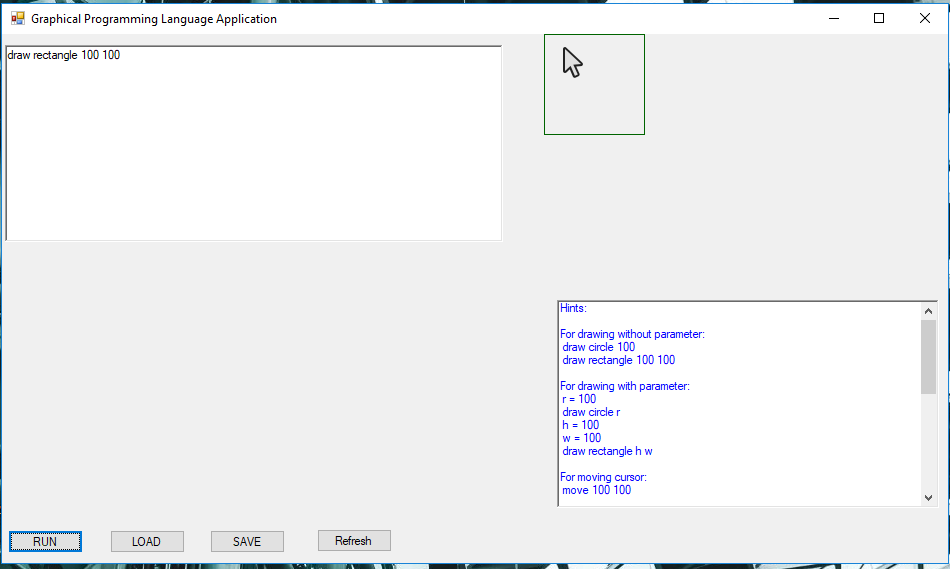 Graphical Programming Language Application
draw rectangle 100 100
Hints:
For drawing without parameter:
draw circle 100
draw rectangle 100 100
For drawing with parameter:
r = 100
draw circle r
h = 100
w = 100
draw rectangle h w
For moving cursor:
move 100 100
RUN
LOAD
SAVE
Refresh